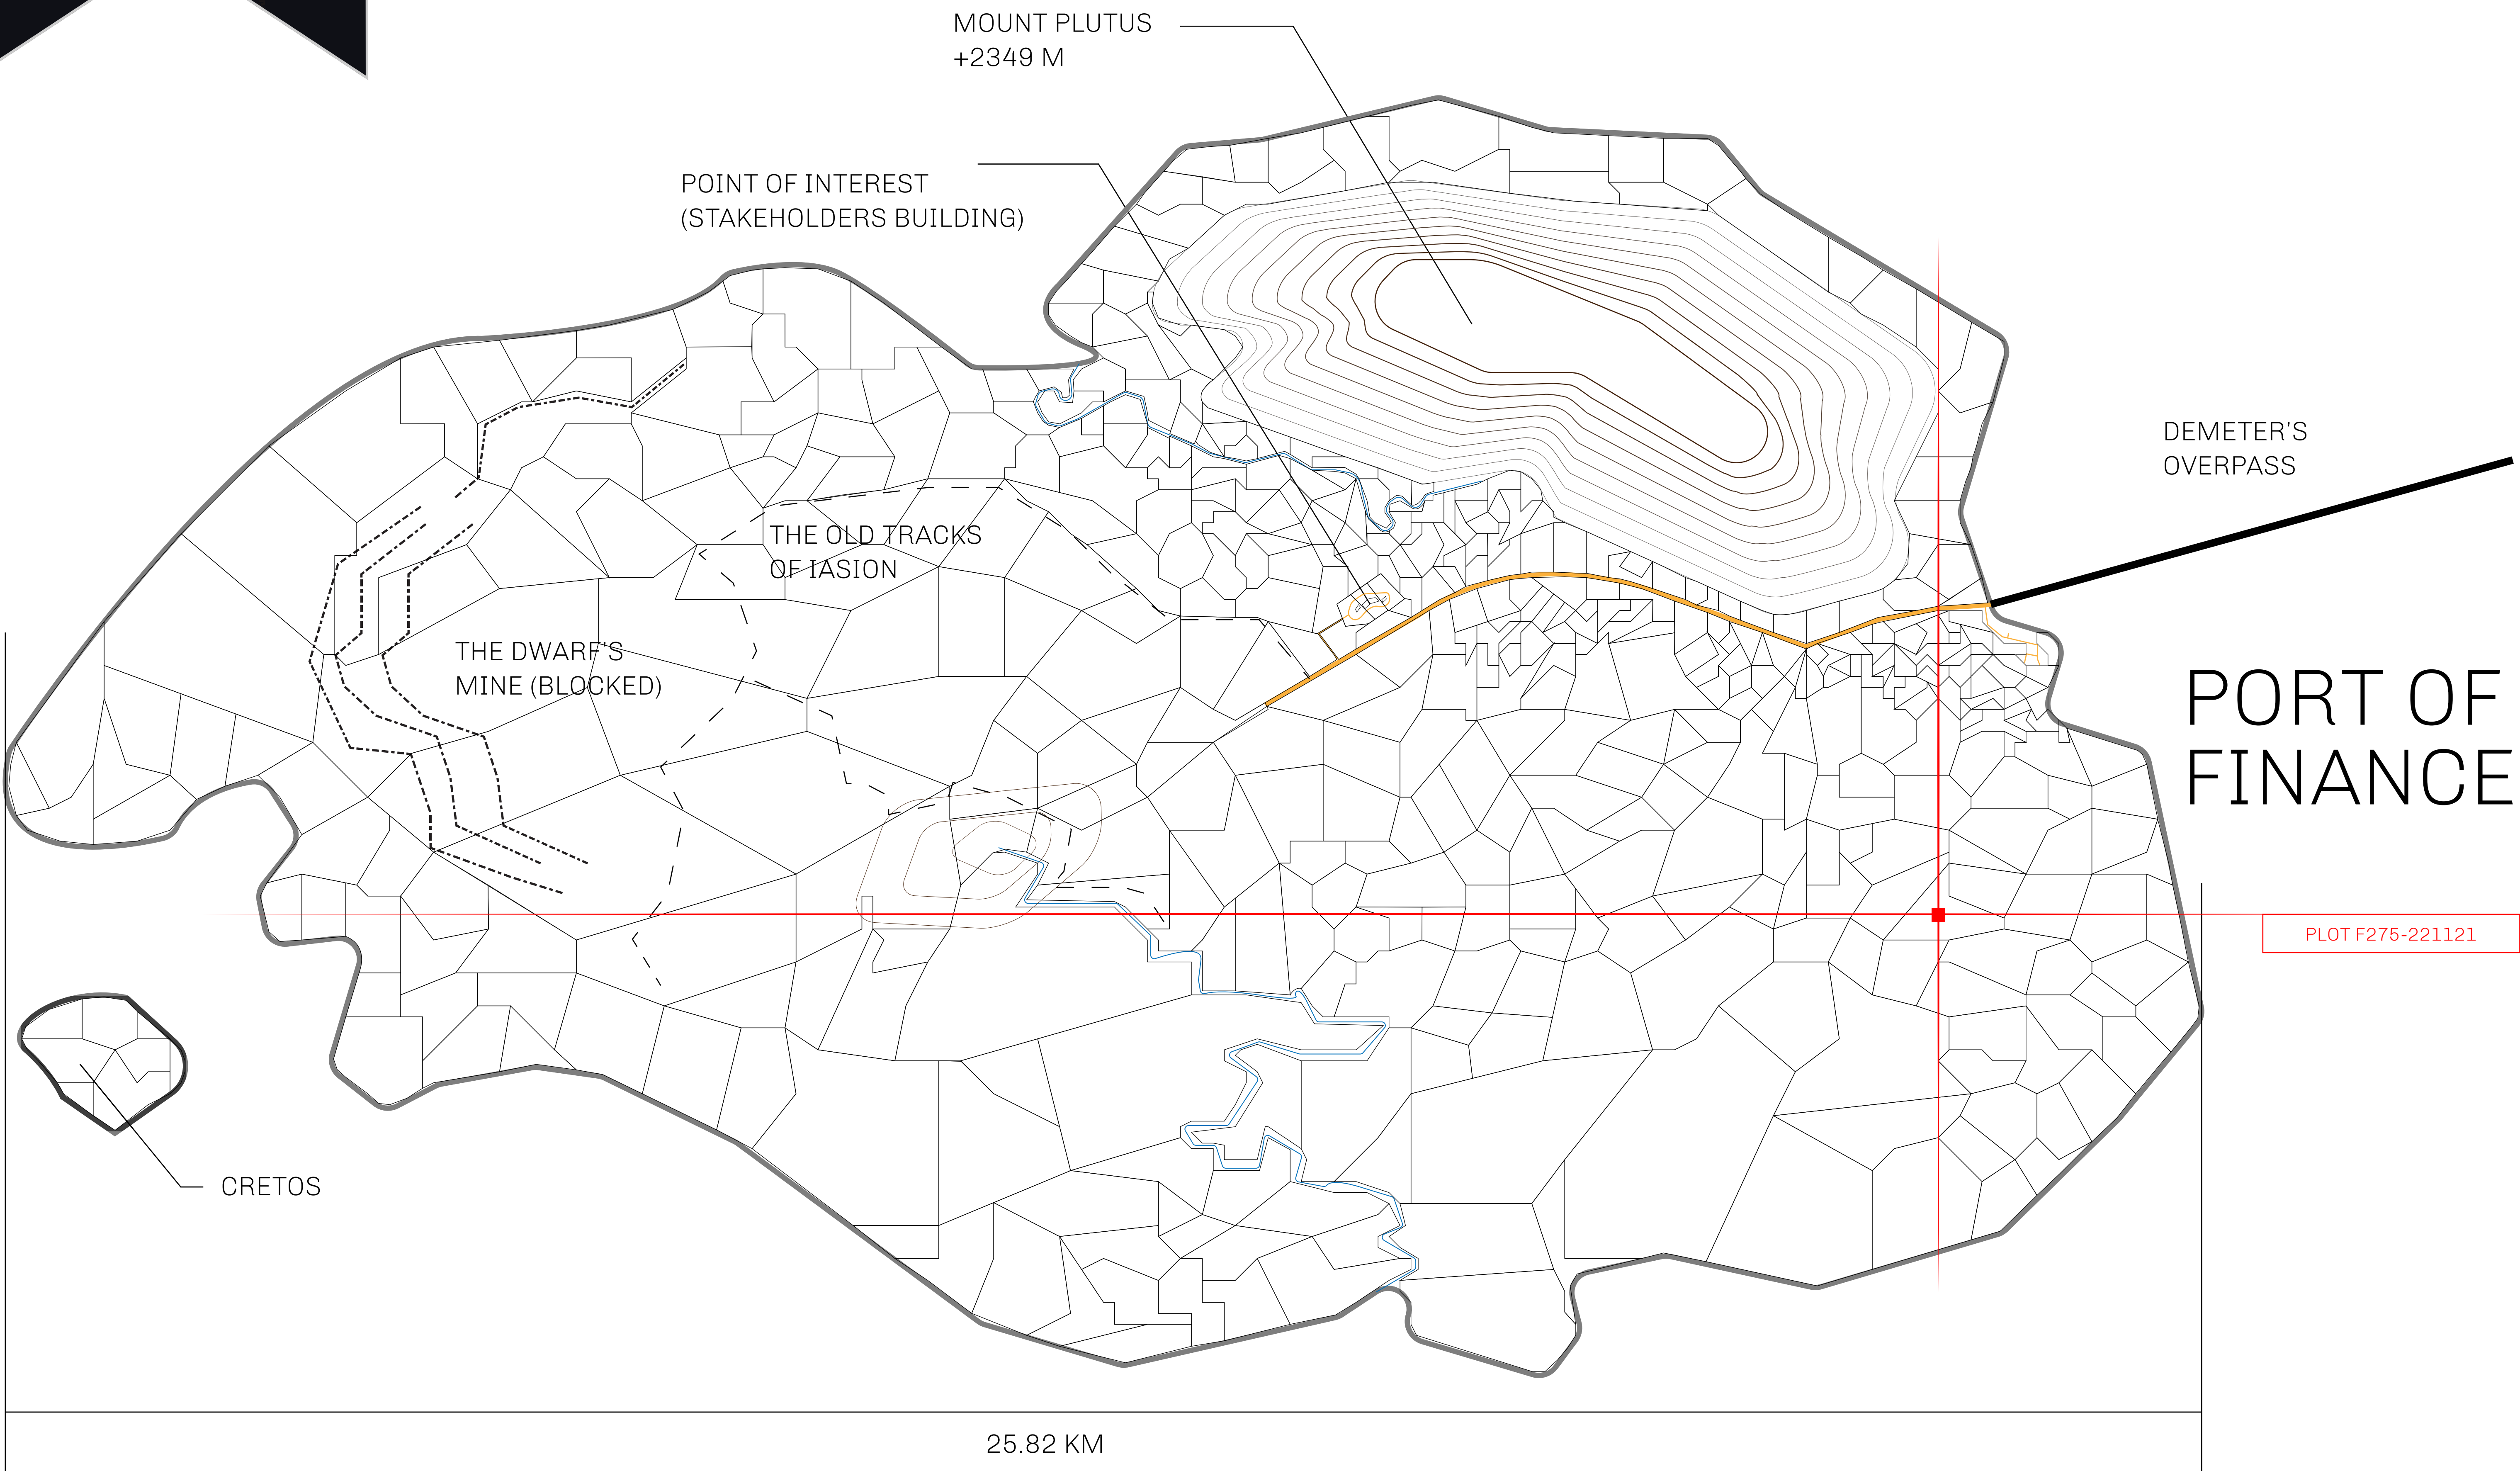 MOUNT PLUTUS
+2349 M
POINT OF INTEREST
(STAKEHOLDERS BUILDING)
DEMETER'S
OVERPASS
THE OLD TRACKS
OF IASION
THE DWARF'S
MINE (BLOCKED)
PORT OF
FINANCE
PLOT F275-221121
CRETOS
25.82 KM